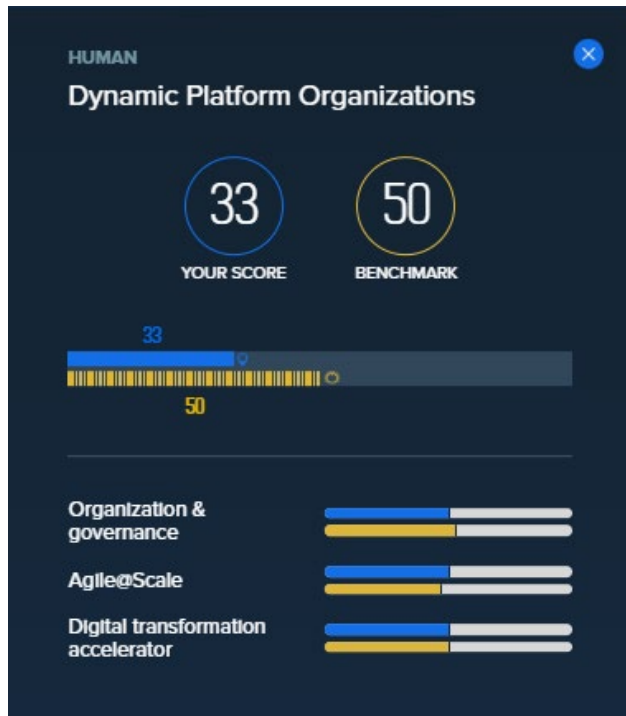 HUMAN
Dynamic Platform Organizations
33 50
YOUR SCORE BENCHMARK
33
50
Organization &
governance
Agile@Scale
Digital transformation
accelerator